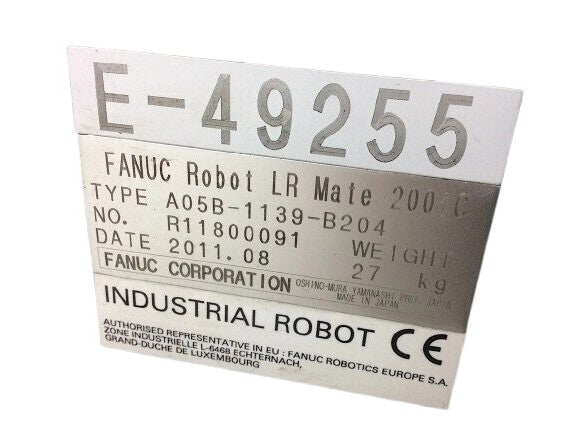 E-49255
FANUC Robot LR Mate 200iC
TYPE A05B-1139-B204
NO. R11800091 WEIGHT
DATE 2011.08 27 kg
FANUC CORPORATION OSHINO-MURA, YAMANASHI PREF. JAPAN
MADE IN JAPAN
INDUSTRIAL ROBOT CE
AUTHORISED REPRESENTATIVE IN EU : FANUC ROBOTICS EUROPE S.A.
ZONE INDUSTRIELLE L-6468 ECHTERNACH,
GRAND-DUCHE DE LUXEMBOURG